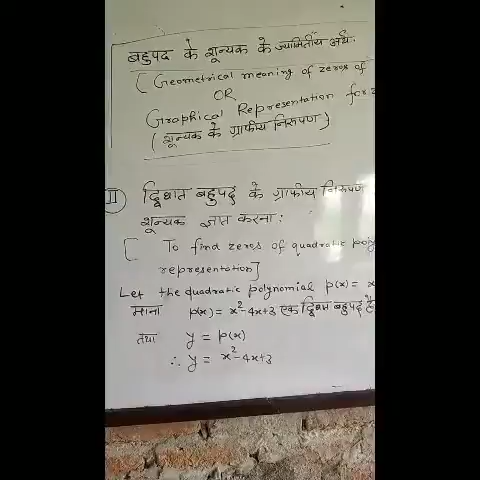 बहुपद के शून्यक के ज्यामितीय अर्थ:
[ Geometrical meaning of zeros of
OR
Graphical Representation for
( शून्यक के ग्राफीय निरूपण )
II द्विघात बहुपद के ग्राफीय निरूपण
शून्यक ज्ञात करना :
[ To find zeros of quadratic poly
representation]
Let the quadratic polynomial p(x) = x
माना p(x) = x²-4x+3 एक द्विघात बहुपद है
तथा y = p(x)
∴ y = x²-4x+3